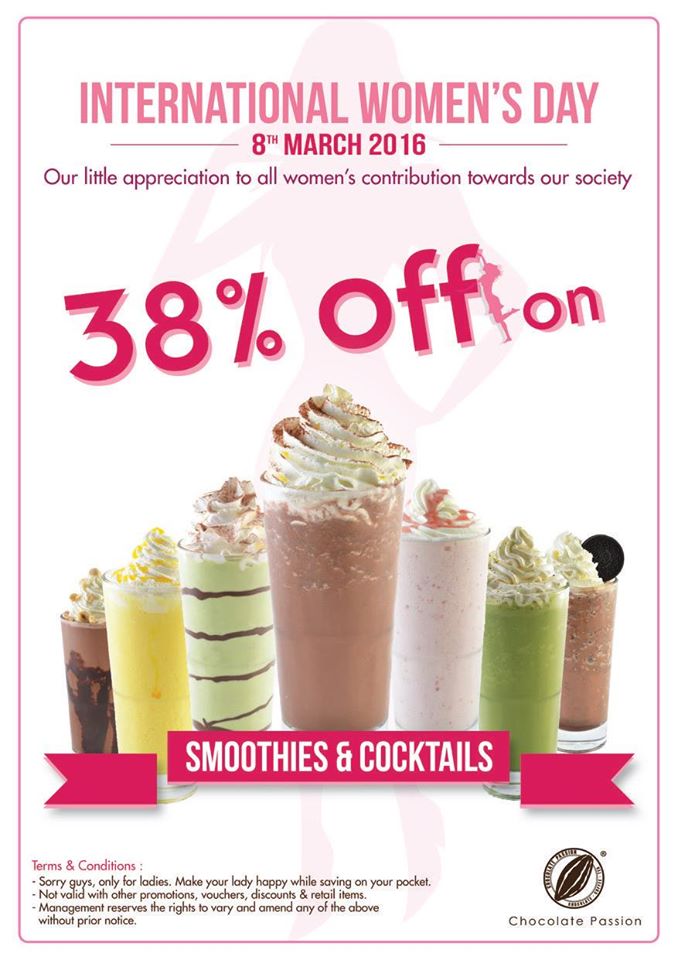 INTERNATIONAL WOMEN'S DAY
8TH MARCH 2016
Our little appreciation to all women's contribution towards our society
38% off on
SMOOTHIES & COCKTAILS
Terms & Conditions :
- Sorry guys, only for ladies. Make your lady happy while saving on your pocket.
- Not valid with other promotions, vouchers, discounts & retail items.
- Management reserves the rights to vary and amend any of the above
without prior notice.
CHOCOLATE PASSION
®
Chocolate Passion